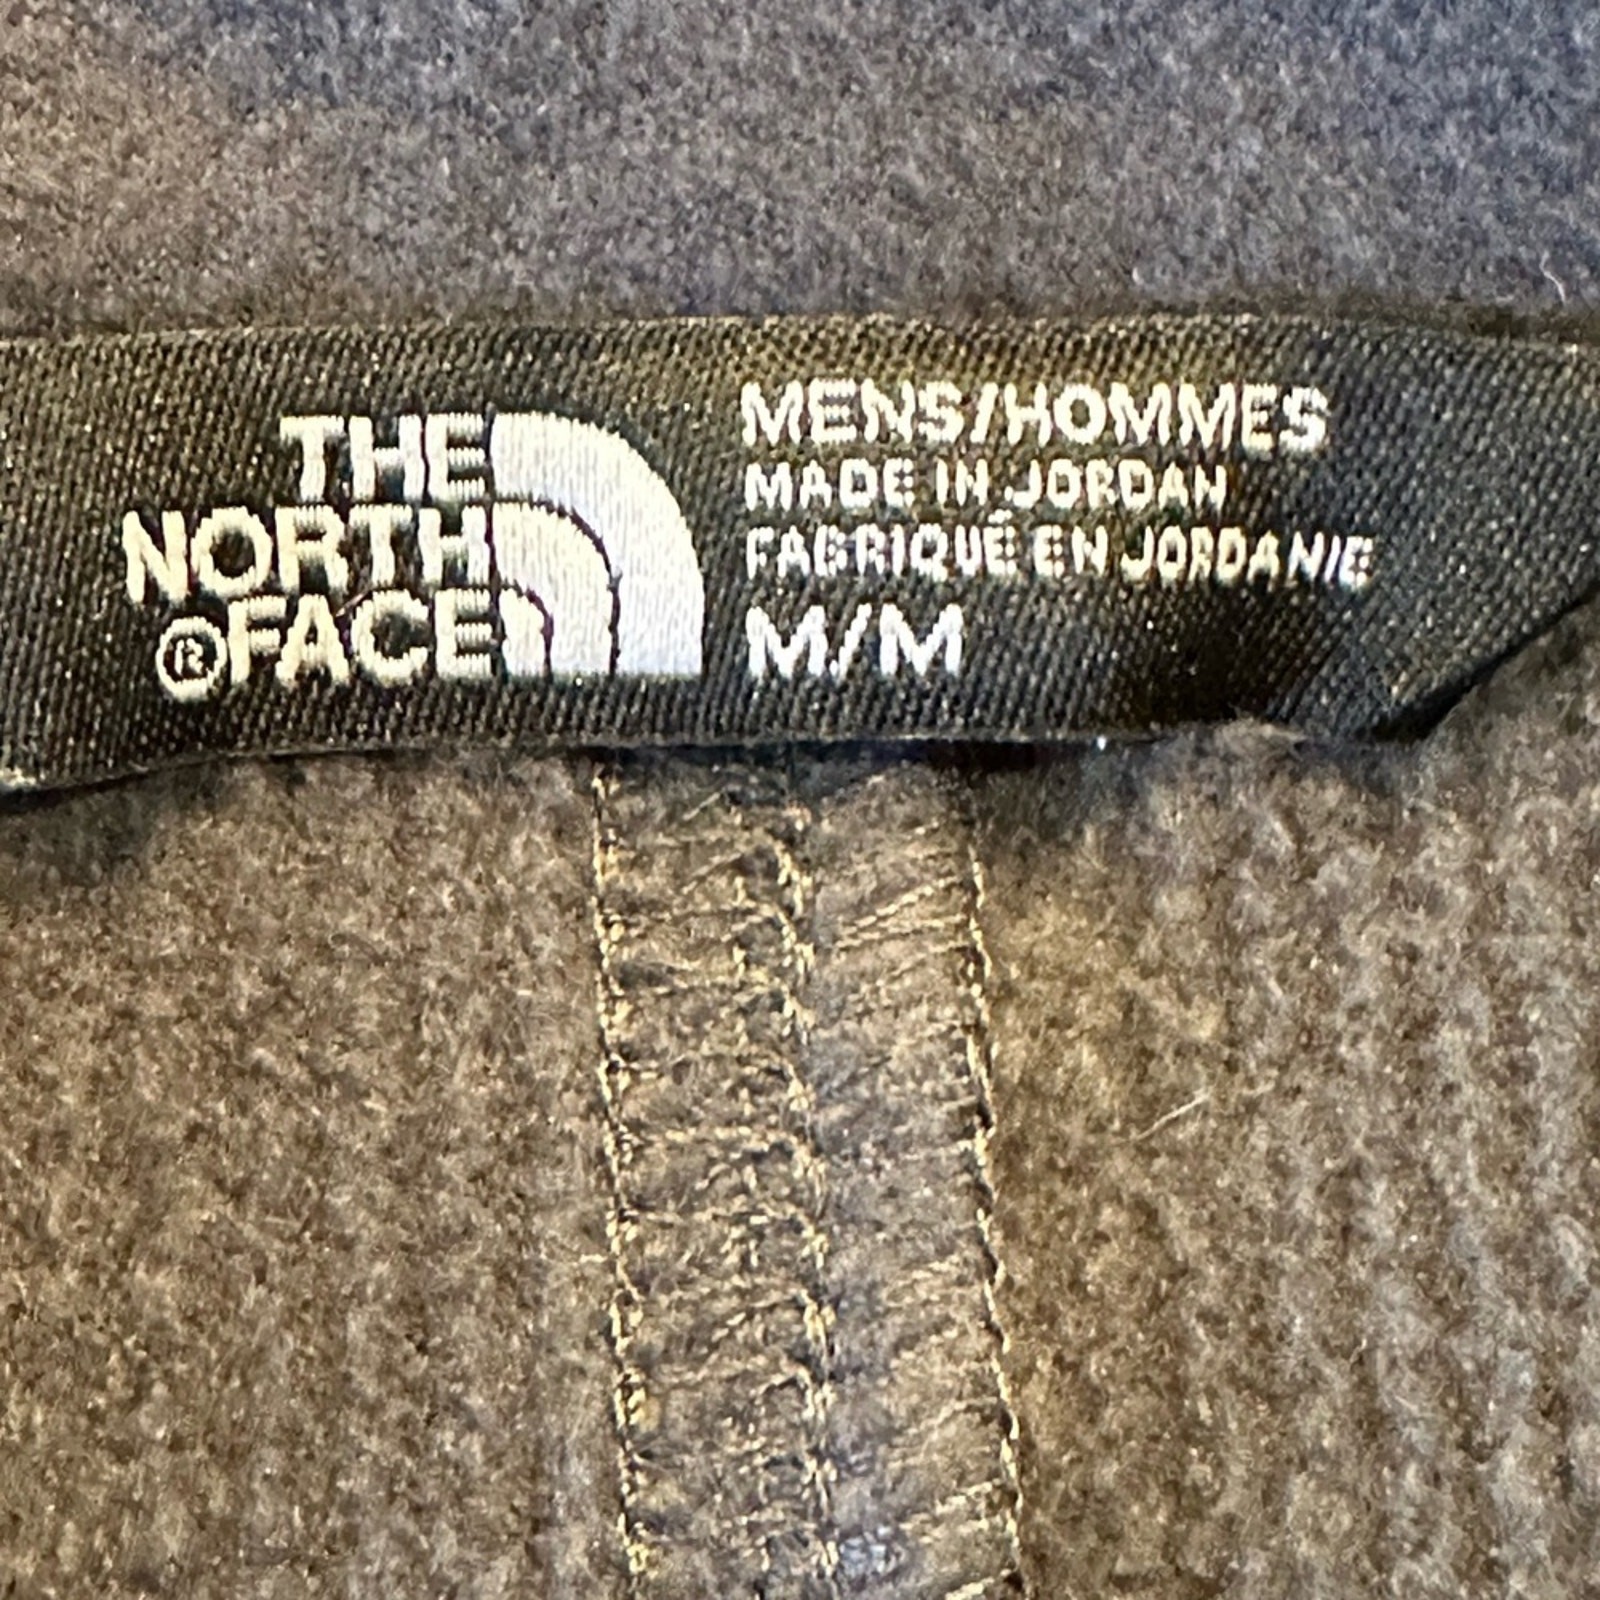 THE
NORTH
®FACE
MENS/HOMMES
MADE IN JORDAN
FABRIQUÉ EN JORDANIE
M/M